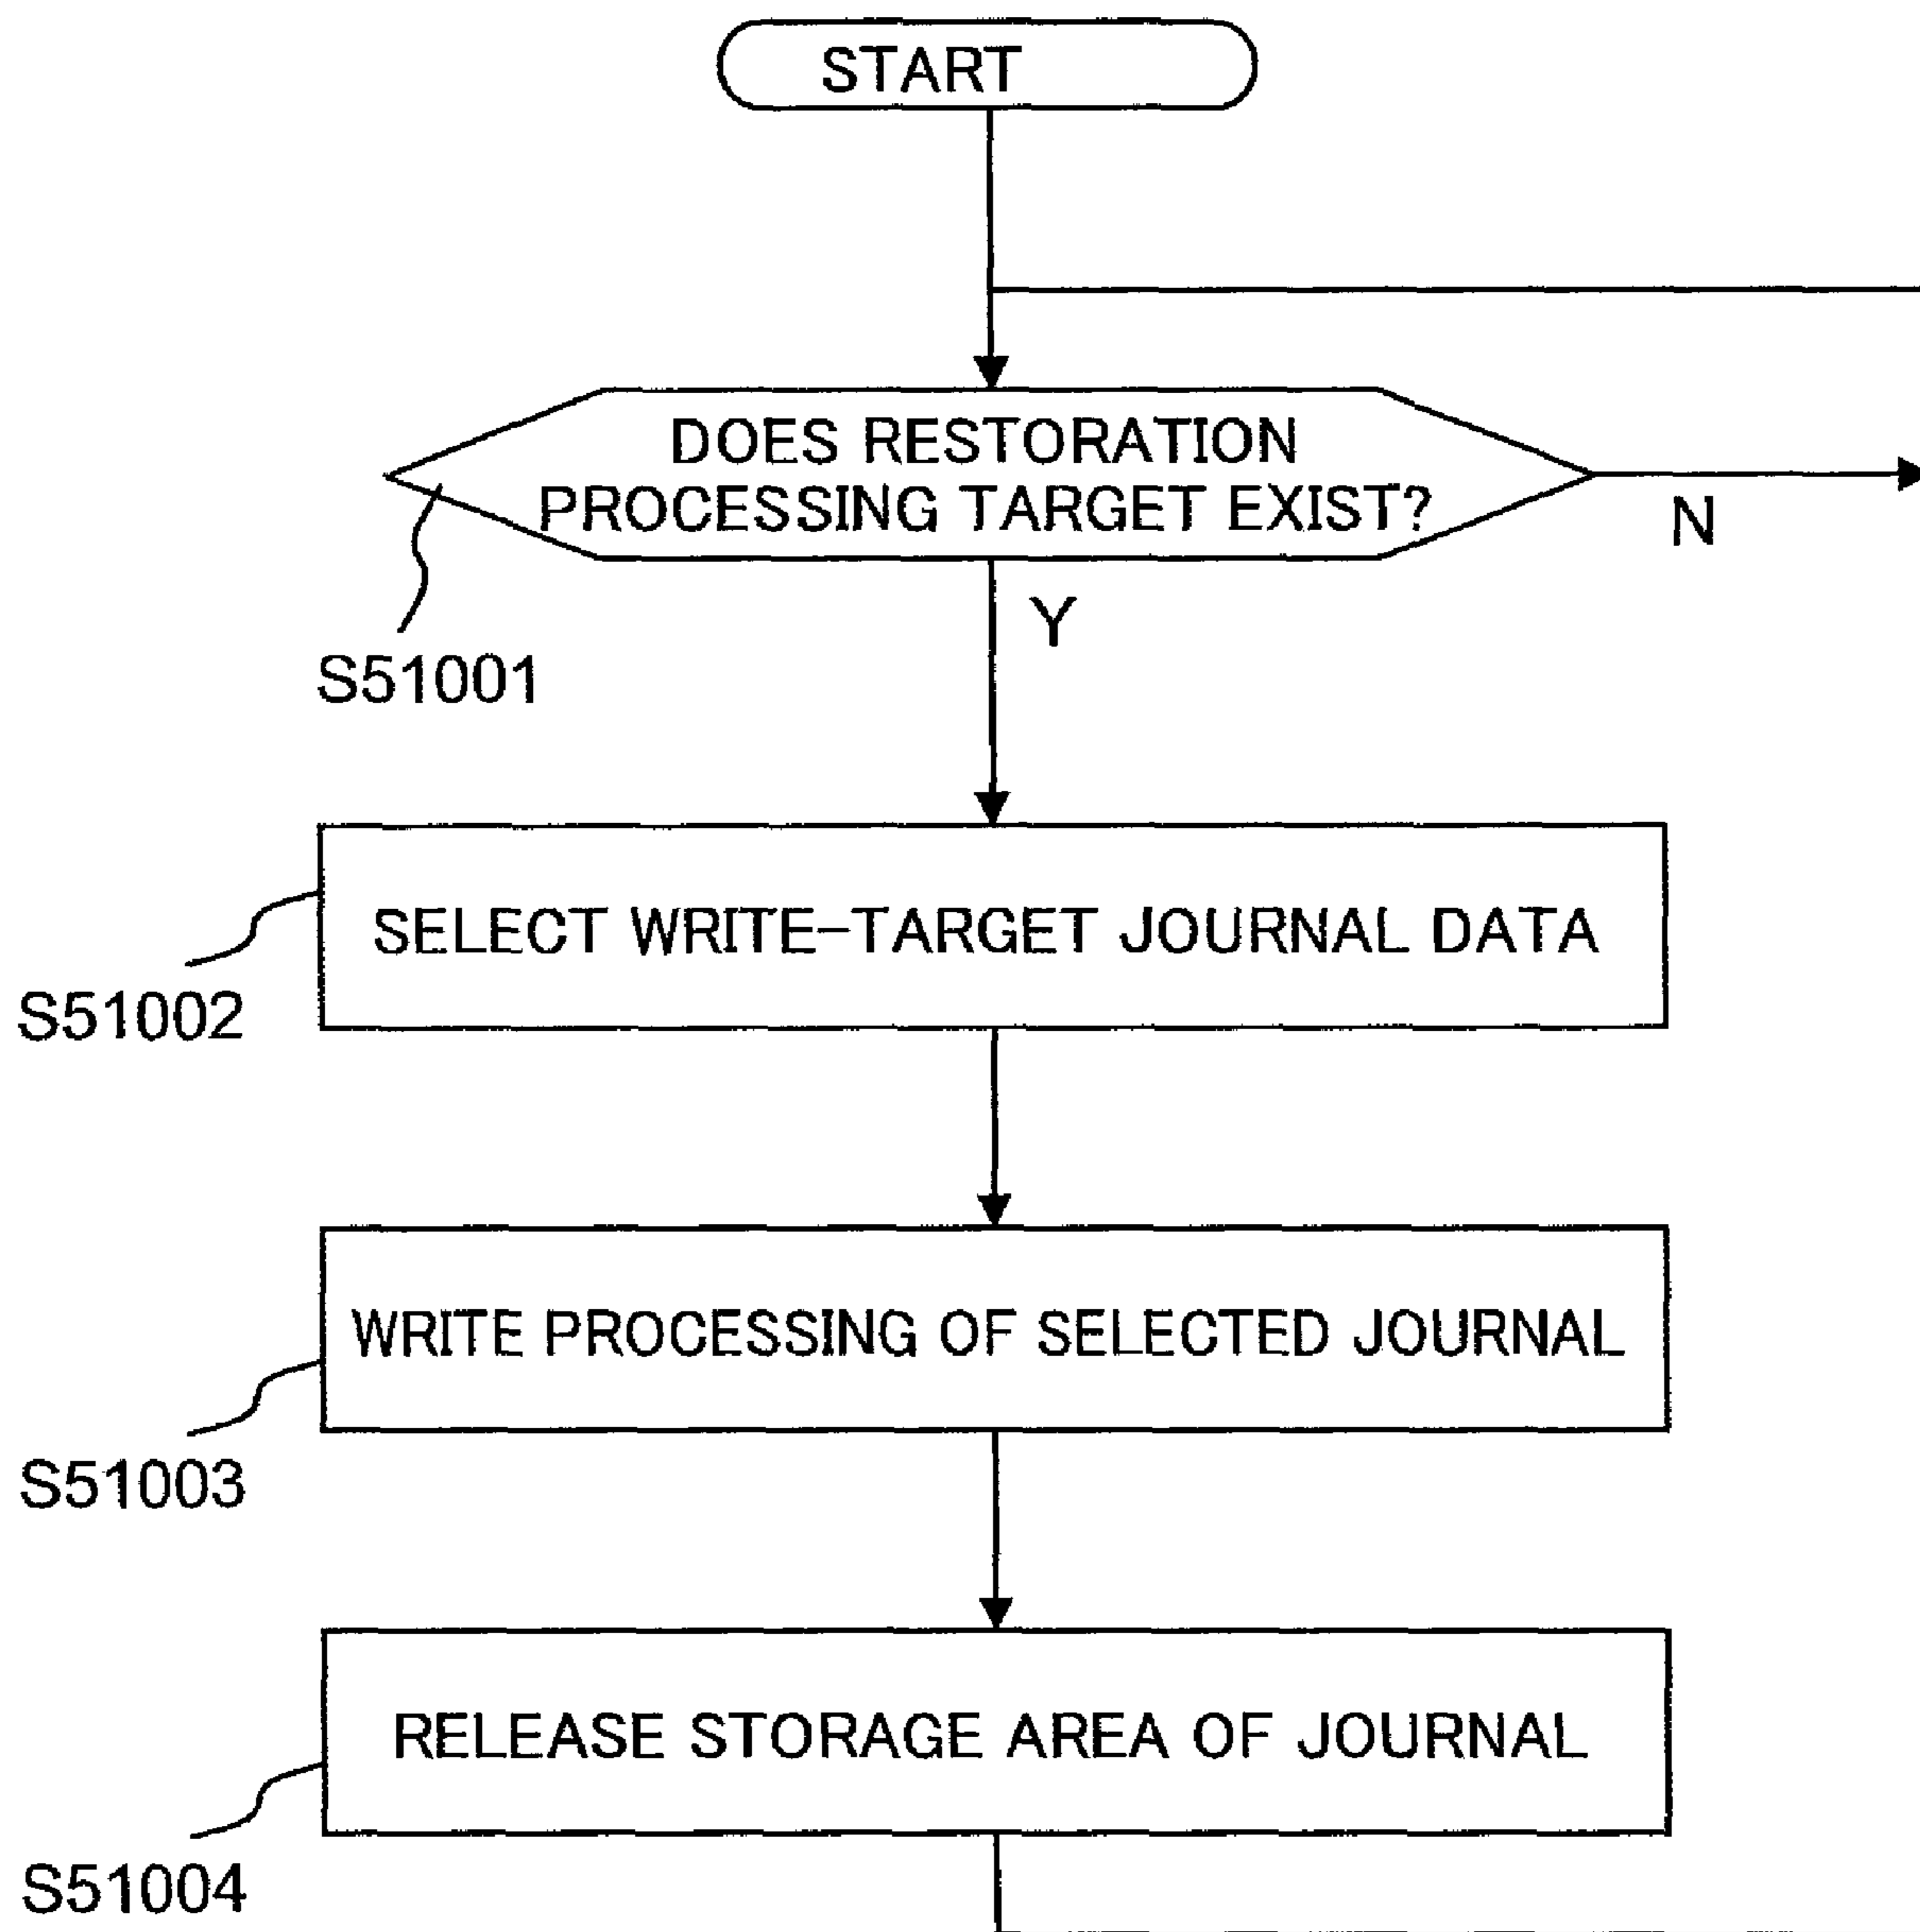 START
DOES RESTORATION
PROCESSING TARGET EXIST?
N
Y
S51001
SELECT WRITE-TARGET JOURNAL DATA
S51002
WRITE PROCESSING OF SELECTED JOURNAL
S51003
RELEASE STORAGE AREA OF JOURNAL
S51004